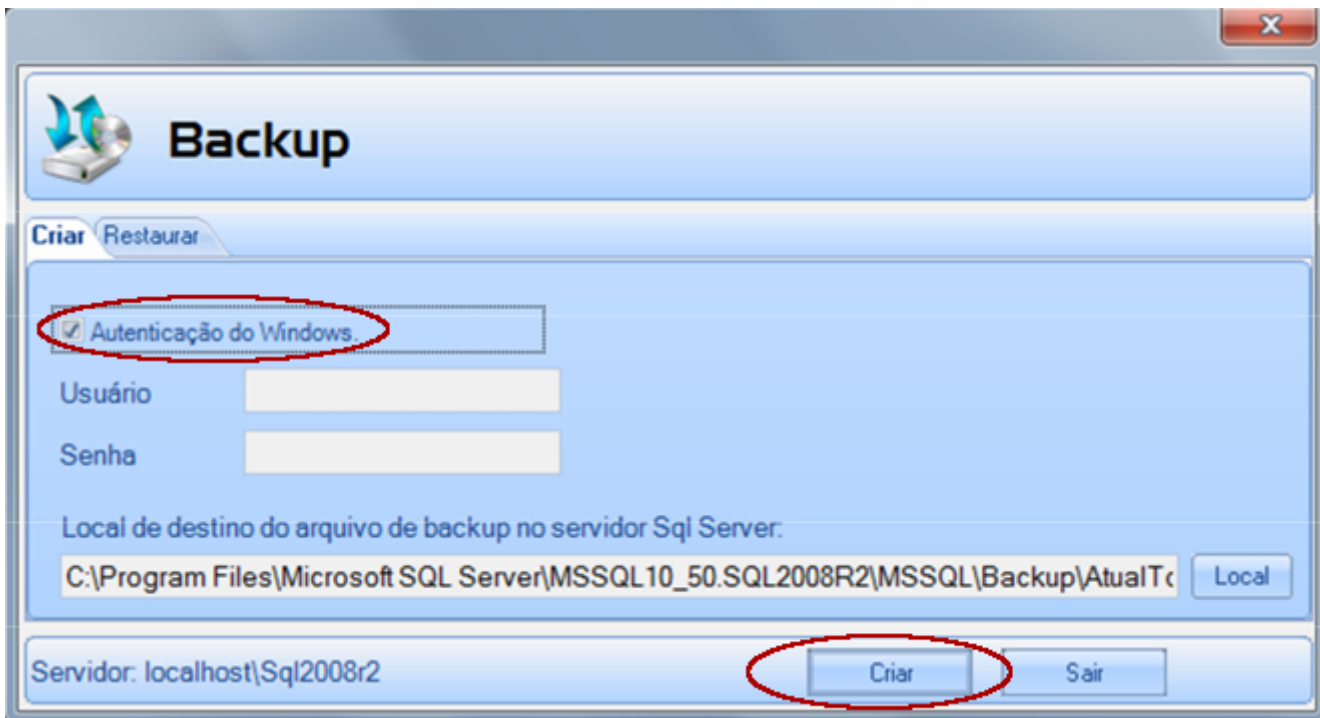 Backup
Criar Restaurar
Autenticação do Windows.
Usuário
Senha
Local de destino do arquivo de backup no servidor Sql Server:
C:\Program Files\Microsoft SQL Server\MSSQL10_50.SQL2008R2\MSSQL\Backup\AtualTo Local
Servidor: localhost\Sql2008r2 Criar Sair